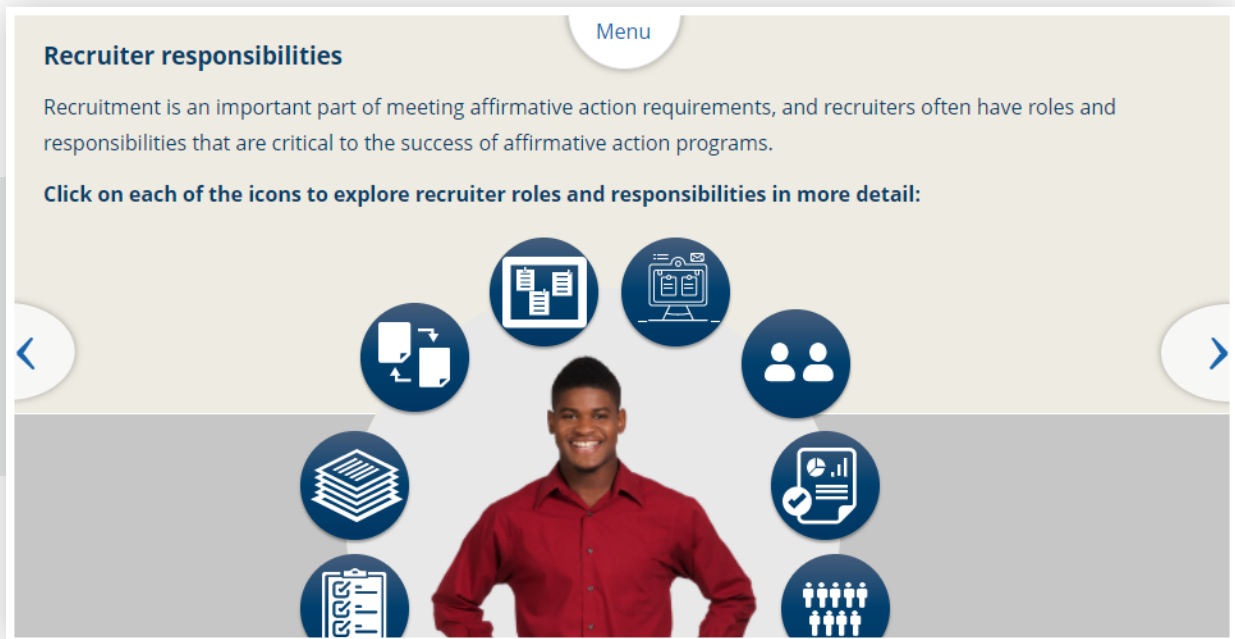 Menu
Recruiter responsibilities
Recruitment is an important part of meeting affirmative action requirements, and recruiters often have roles and
responsibilities that are critical to the success of affirmative action programs.
Click on each of the icons to explore recruiter roles and responsibilities in more detail: